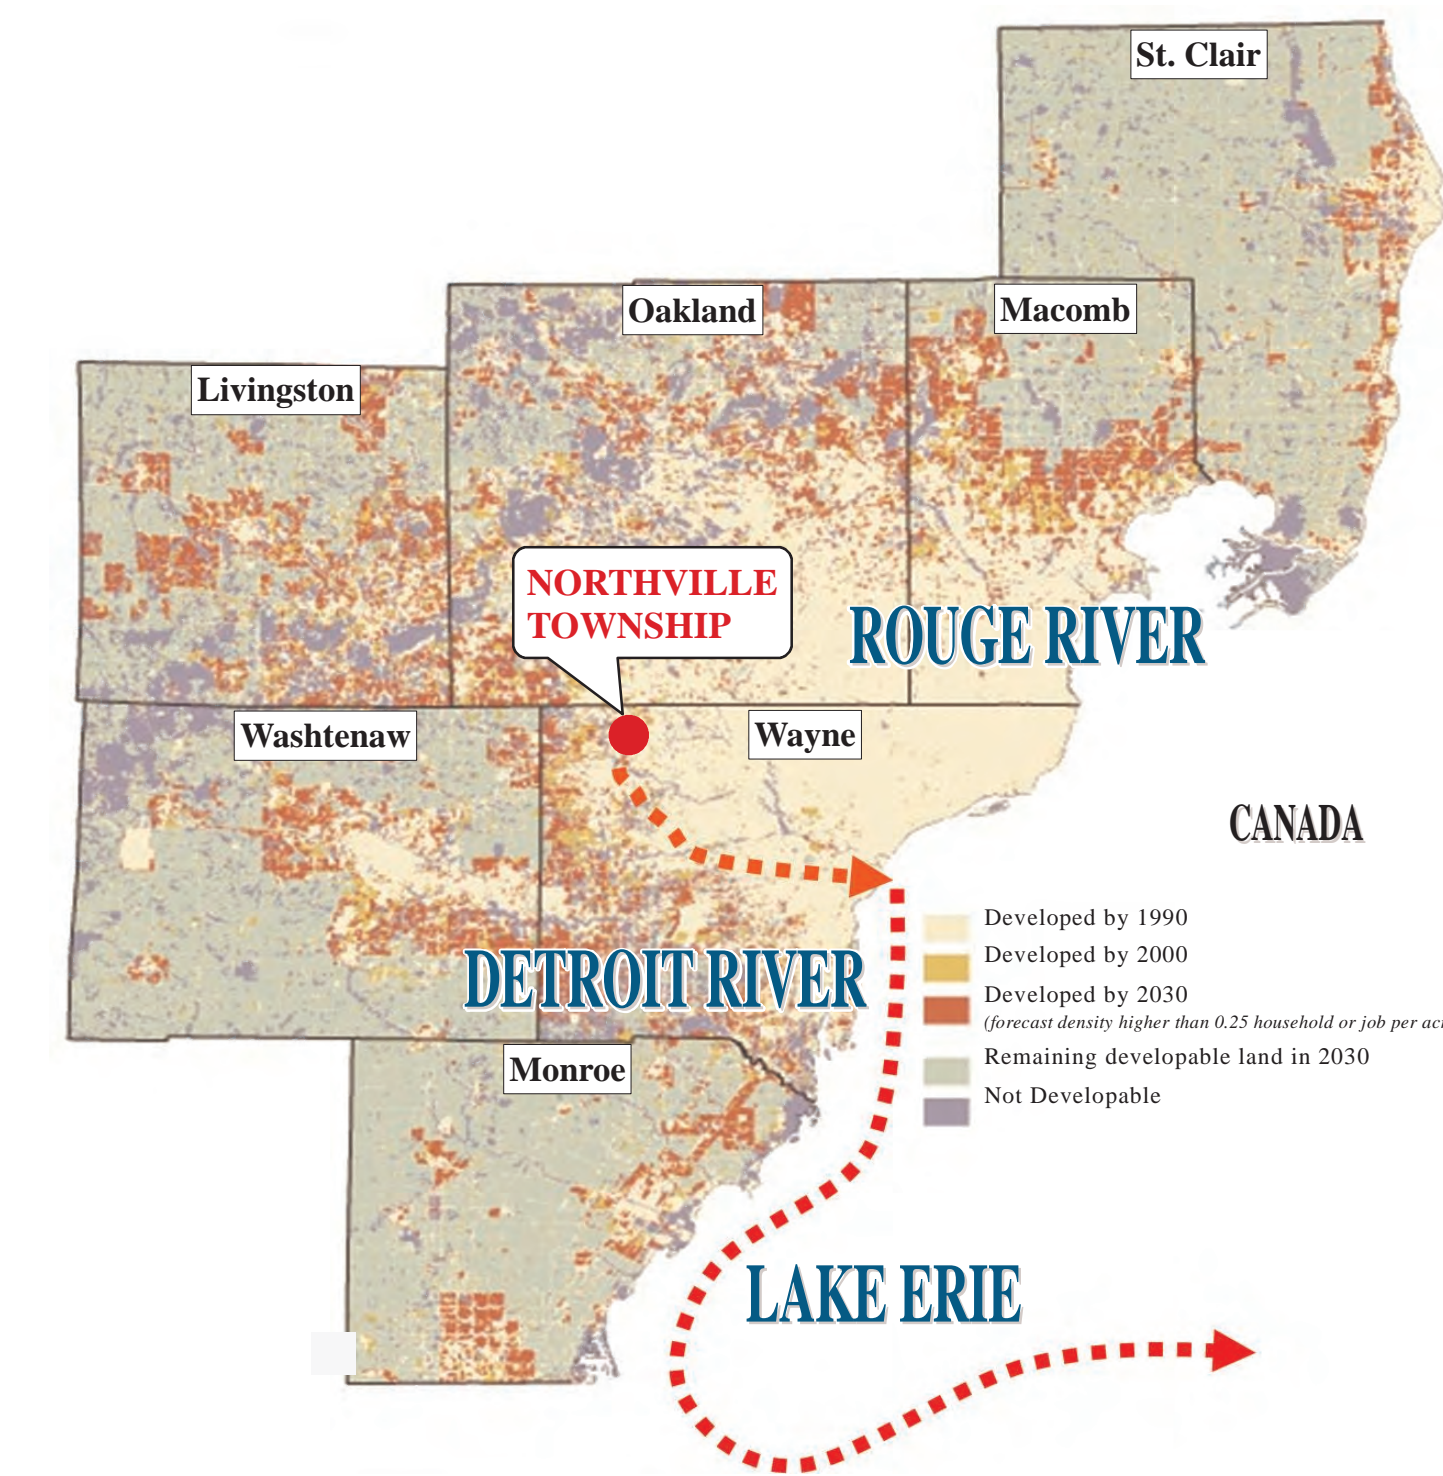 St. Clair
Oakland
Macomb
Livingston
NORTHVILLE
TOWNSHIP
ROUGE RIVER
Washtenaw
Wayne
CANADA
Developed by 1990
Developed by 2000
DETROIT RIVER
Developed by 2030
(forecast density higher than 0.25 household or job per
Remaining developable land in 2030
Monroe
Not Developable
LAKE ERIE